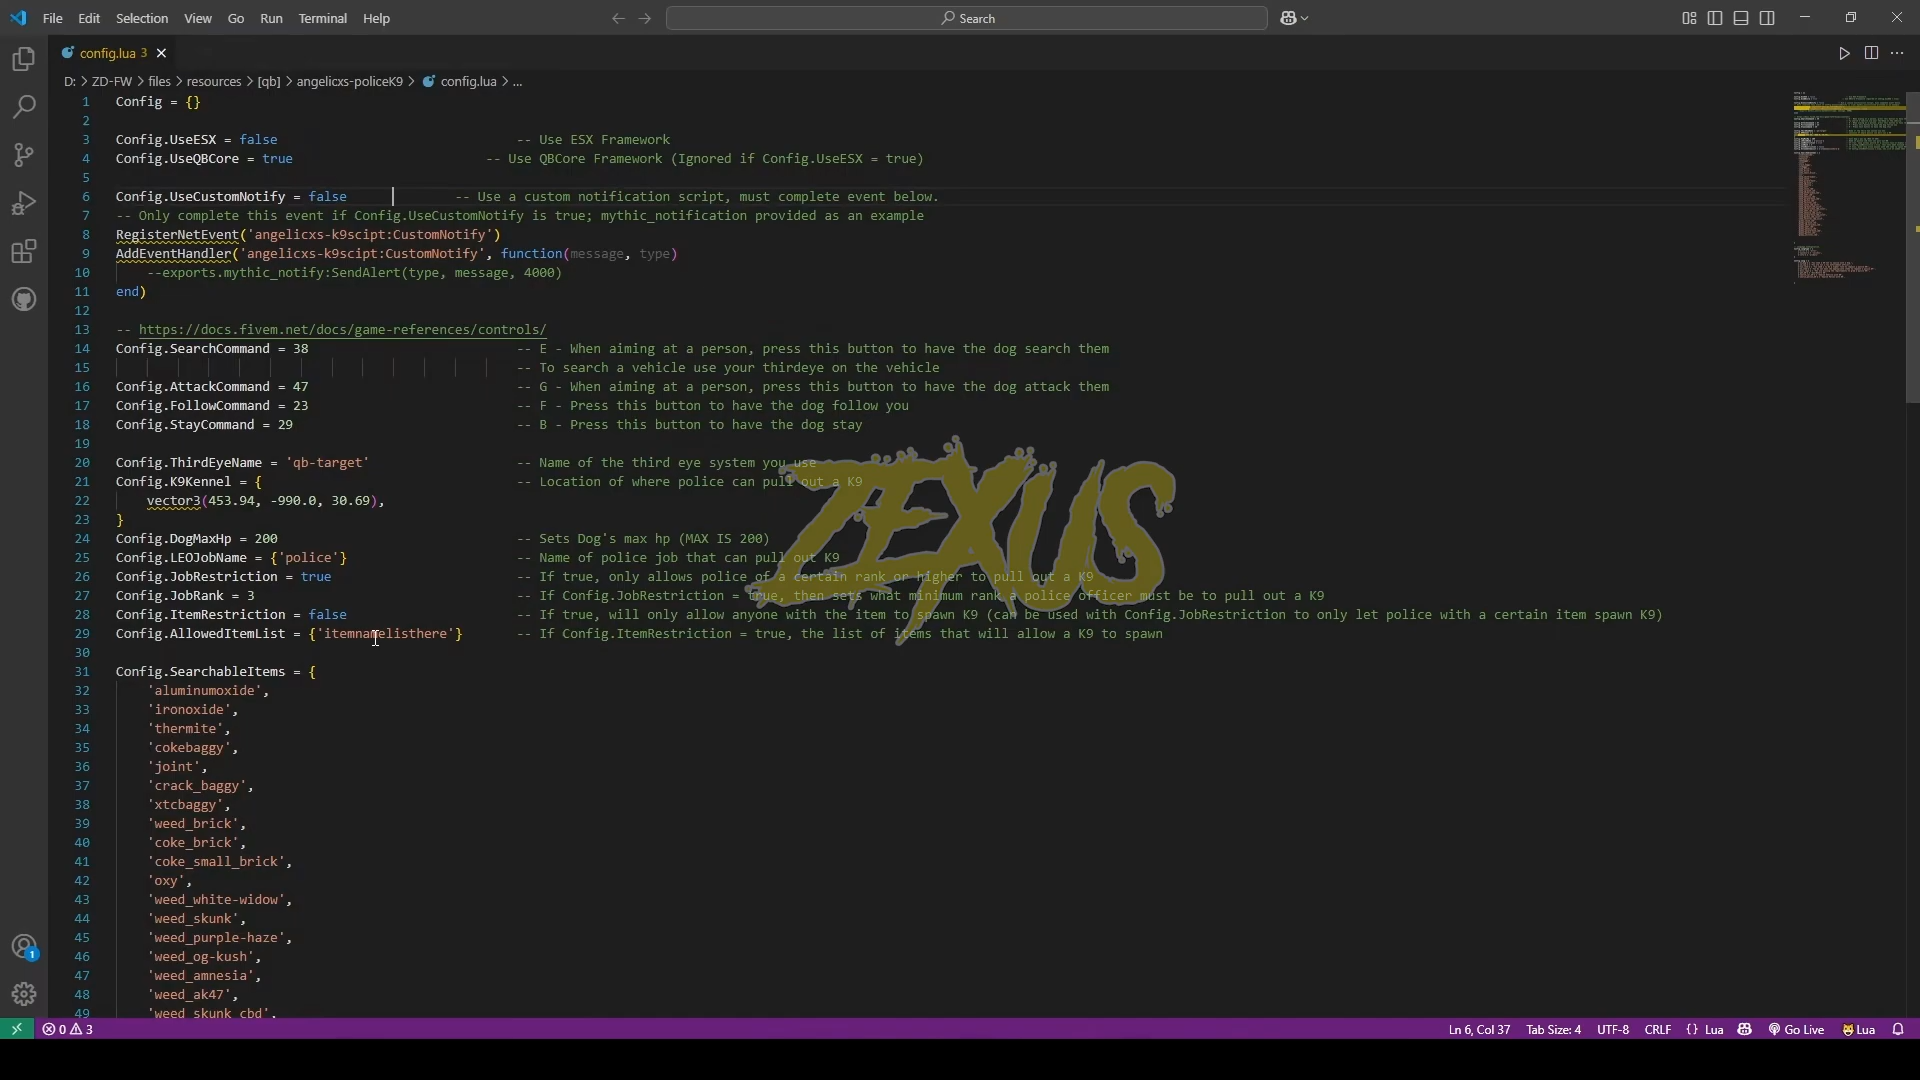 File Edit Selection View Go Run Terminal Help
Search
config.lua 3
D: > ZD-FW > files > resources > [qb] > angelicxs-policeK9 > config.lua > ...
1 Config = {}
2
3 Config.UseESX = false -- Use ESX Framework
4 Config.UseQBCore = true -- Use QBCore Framework (Ignored if Config.UseESX = true)
5
6 Config.UseCustomNotify = false -- Use a custom notification script, must complete event below.
7 -- Only complete this event if Config.UseCustomNotify is true; mythic_notification provided as an example
8 RegisterNetEvent('angelicxs-k9scipt:CustomNotify')
9 AddEventHandler('angelicxs-k9scipt:CustomNotify', function(message, type)
10 --exports.mythic_notify:SendAlert(type, message, 4000)
11 end)
12
13 -- https://docs.fivem.net/docs/game-references/controls/
14 Config.SearchCommand = 38 -- E - When aiming at a person, press this button to have the dog search them
15 -- To search a vehicle use your thirdeye on the vehicle
16 Config.AttackCommand = 47 -- G - When aiming at a person, press this button to have the dog attack them
17 Config.FollowCommand = 23 -- F - Press this button to have the dog follow you
18 Config.StayCommand = 29 -- B - Press this button to have the dog stay
19
20 Config.ThirdEyeName = 'qb-target' -- Name of the third eye system you use
21 Config.K9Kennel = { -- Location of where police can pull out a K9
22 vector3(453.94, -990.0, 30.69),
23 }
24 Config.DogMaxHp = 200 -- Sets Dog's max hp (MAX IS 200)
25 Config.LEOJobName = {'police'} -- Name of police job that can pull out K9
26 Config.JobRestriction = true -- If true, only allows police of a certain rank or higher to pull out a K9
27 Config.JobRank = 3 -- If Config.JobRestriction = true, then sets what minimum rank a police officer must be to pull out a K9
28 Config.ItemRestriction = false -- If true, will only allow anyone with the item to spawn K9 (can be used with Config.JobRestriction to only let police with a certain item spawn K9)
29 Config.AllowedItemList = {'itemnamelisthere'} -- If Config.ItemRestriction = true, the list of items that will allow a K9 to spawn
30
31 Config.SearchableItems = {
32 'aluminumoxide',
33 'ironoxide',
34 'thermite',
35 'cokebaggy',
36 'joint',
37 'crack_baggy',
38 'xtcbaggy',
39 'weed_brick',
40 'coke_brick',
41 'coke_small_brick',
42 'oxy',
43 'weed_white-widow',
44 'weed_skunk',
45 'weed_purple-haze',
46 'weed_og-kush',
47 'weed_amnesia',
48 'weed_ak47',
49 'weed_skunk_cbd',
ZEXUS
1
0 3
Ln 6, Col 37 Tab Size: 4 UTF-8 CRLF {} Lua Go Live Lua